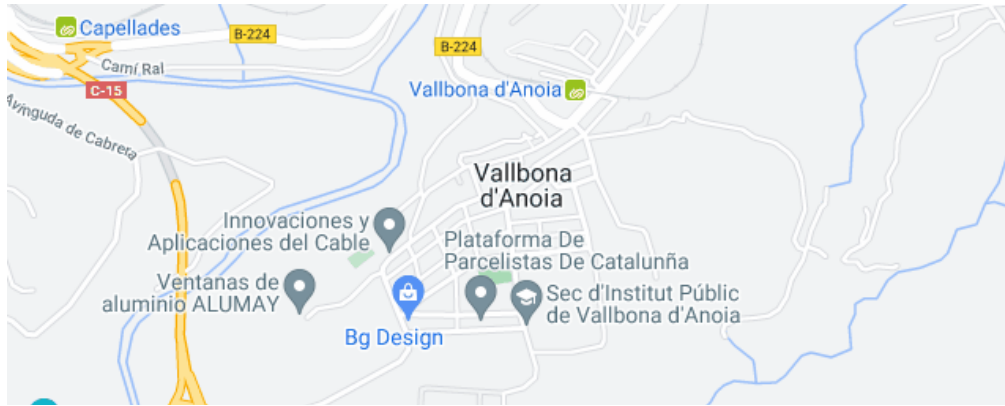 Capellades
B-224
B-224
Camí Ral
C-15
Vallbona d'Anoia
Avinguda de Cabrera
Vallbona
d'Anoia
Innovaciones y
Aplicaciones del Cable
Plataforma De
Parcelistas De Catalunña
Ventanas de
aluminio ALUMAY
Sec d'Institut Públic
de Vallbona d'Anoia
Bg Design